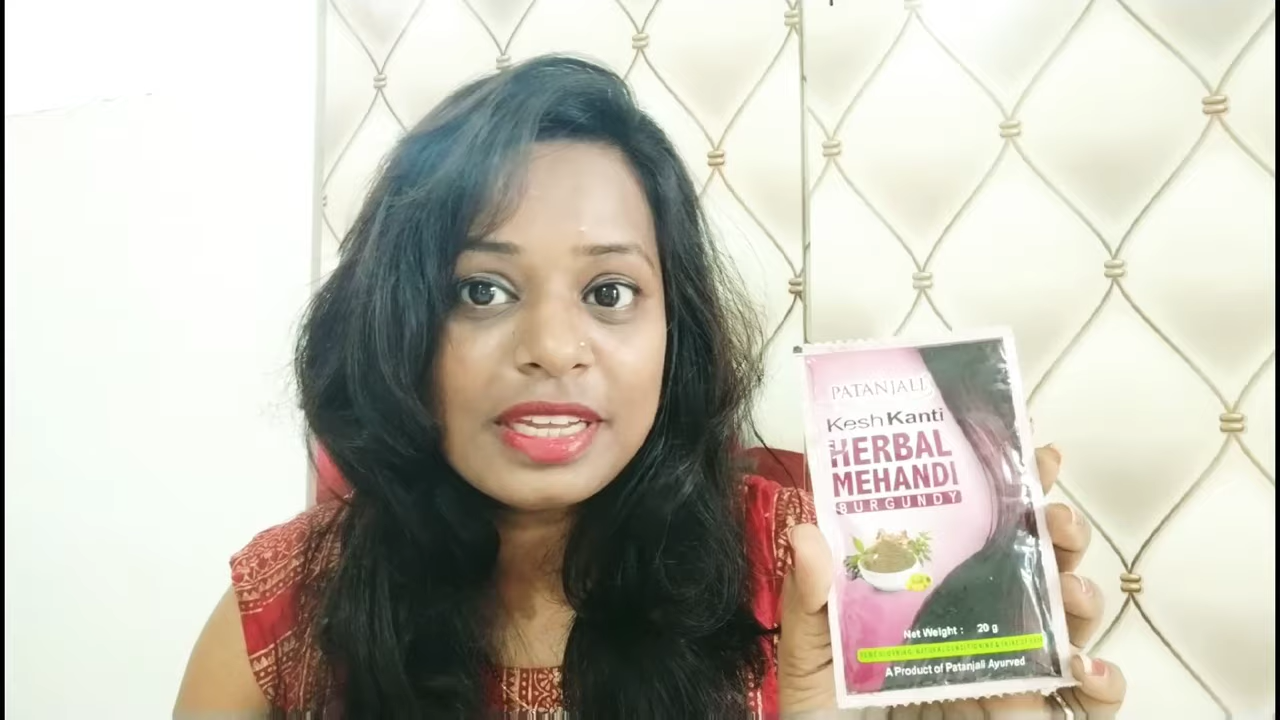 PATANJALI
Kesh Kanti
HERBAL
MEHANDI
BURGUNDY
Net Weight : 20 g
A Product of Patanjali Ayurved